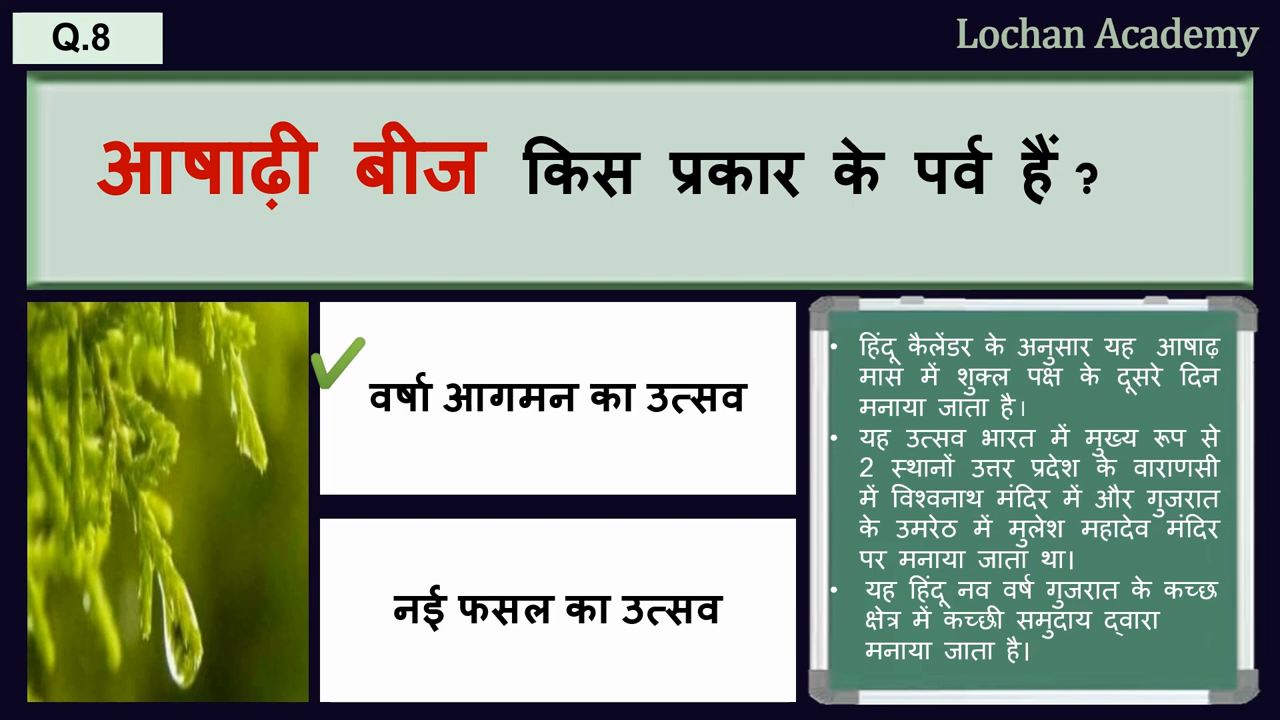 Q.8
Lochan Academy
आषाढ़ी बीज किस प्रकार के पर्व हैं ?
वर्षा आगमन का उत्सव
नई फसल का उत्सव
• हिंदू कैलेंडर के अनुसार यह आषाढ़
मास में शुक्ल पक्ष के दूसरे दिन
मनाया जाता है।
• यह उत्सव भारत में मुख्य रूप से
2 स्थानों उत्तर प्रदेश के वाराणसी
में विश्वनाथ मंदिर में और गुजरात
के उमरेठ में मुलेश महादेव मंदिर
पर मनाया जाता था।
• यह हिंदू नव वर्ष गुजरात के कच्छ
क्षेत्र में कच्छी समुदाय द्वारा
मनाया जाता है।